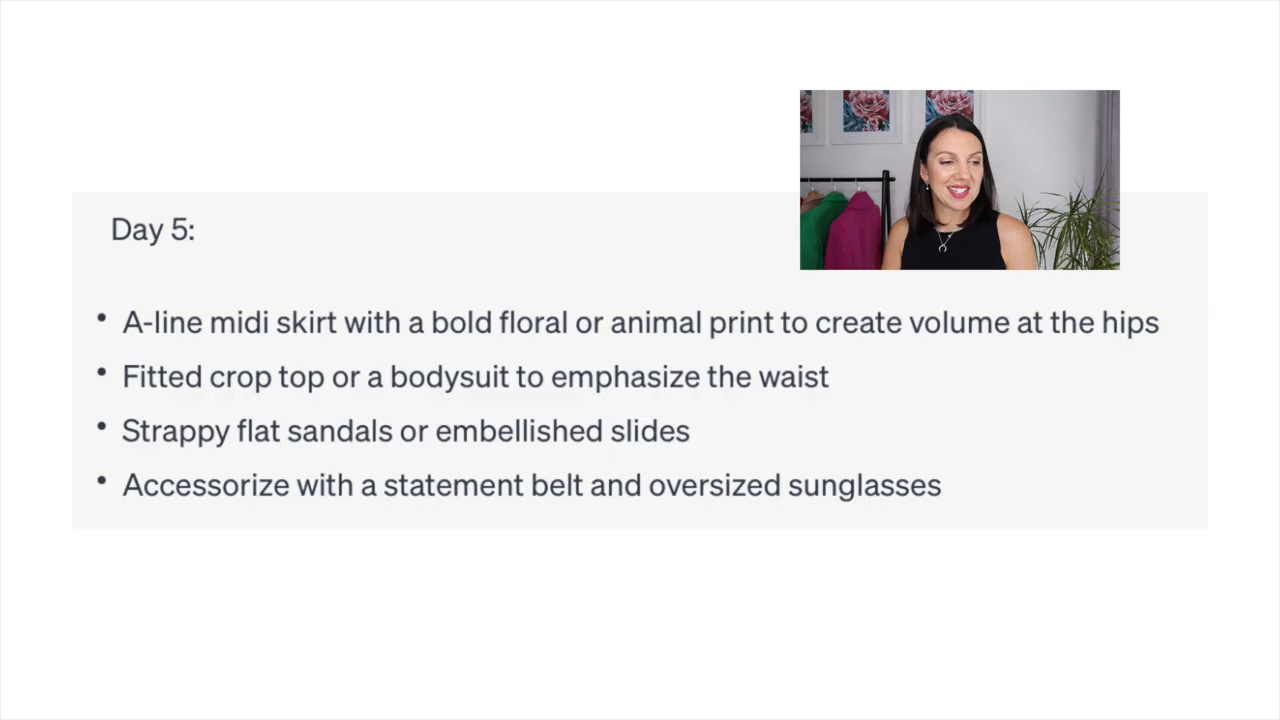 Day 5:
• A-line midi skirt with a bold floral or animal print to create volume at the hips
• Fitted crop top or a bodysuit to emphasize the waist
• Strappy flat sandals or embellished slides
• Accessorize with a statement belt and oversized sunglasses